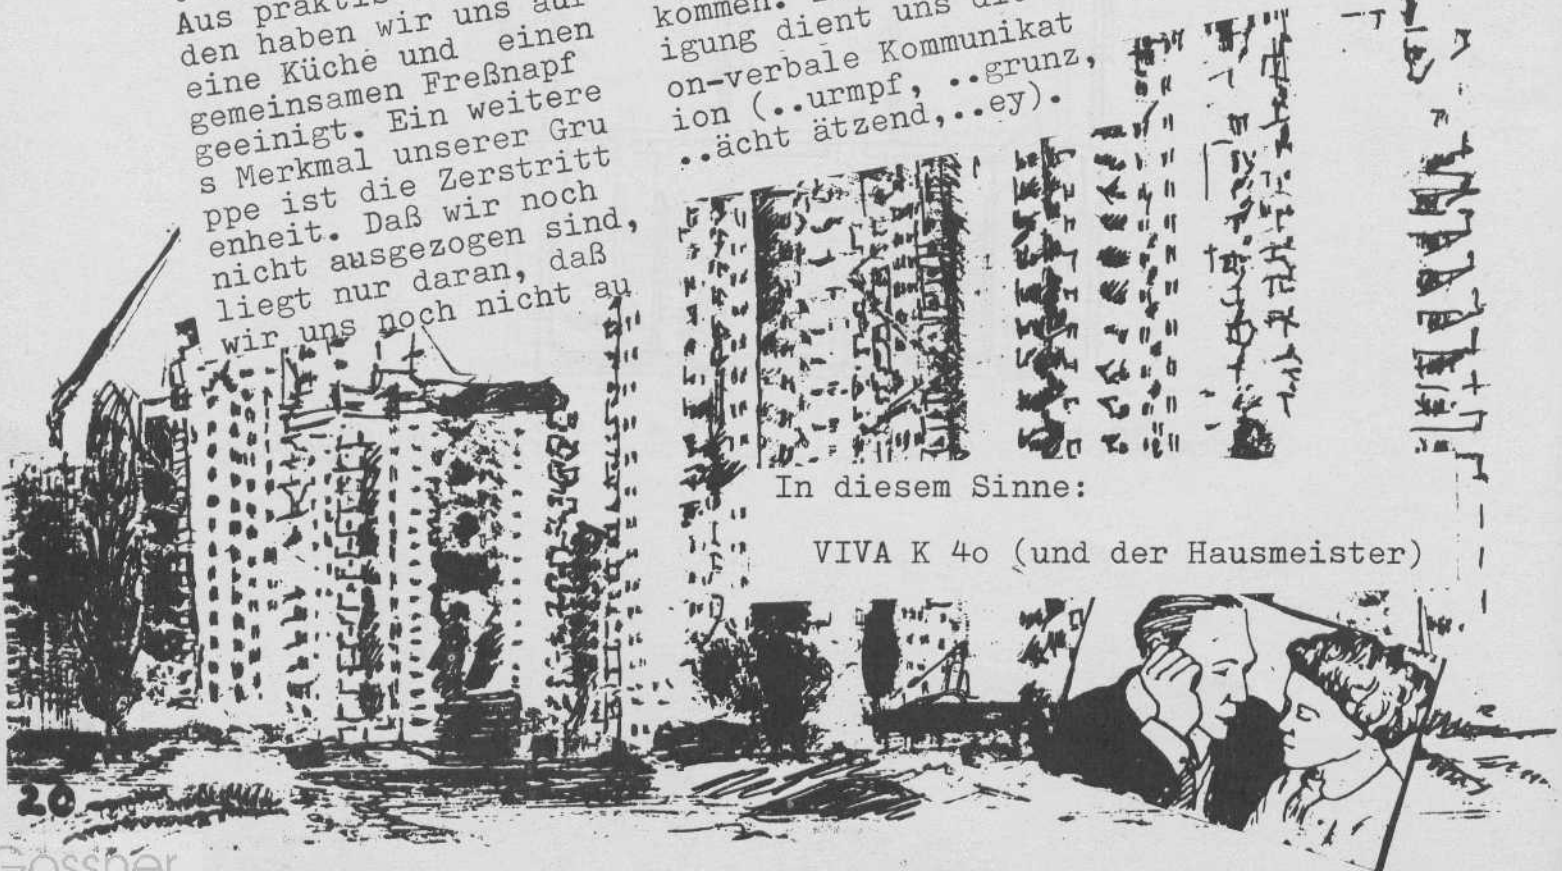 Aus
den haben wir uns auf
eine Küche und einen
gemeinsamen Freßnapf
geeinigt. Ein weitere
s Merkmal unserer Gru
ppe ist die Zerstritt
enheit. Daß wir noch
nicht ausgezogen sind,
liegt nur daran, daß
wir uns noch nicht au
kommen.
igung dient uns
on-verbale Kommunikat
ion (..urmpf, ..grunz,
..ächt ätzend,..ey).
In diesem Sinne:
VIVA K 4o (und der Hausmeister)
20
Gossner